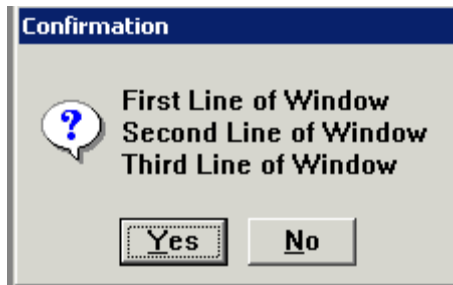 Confirmation
First Line of Window
Second Line of Window
Third Line of Window
Yes No